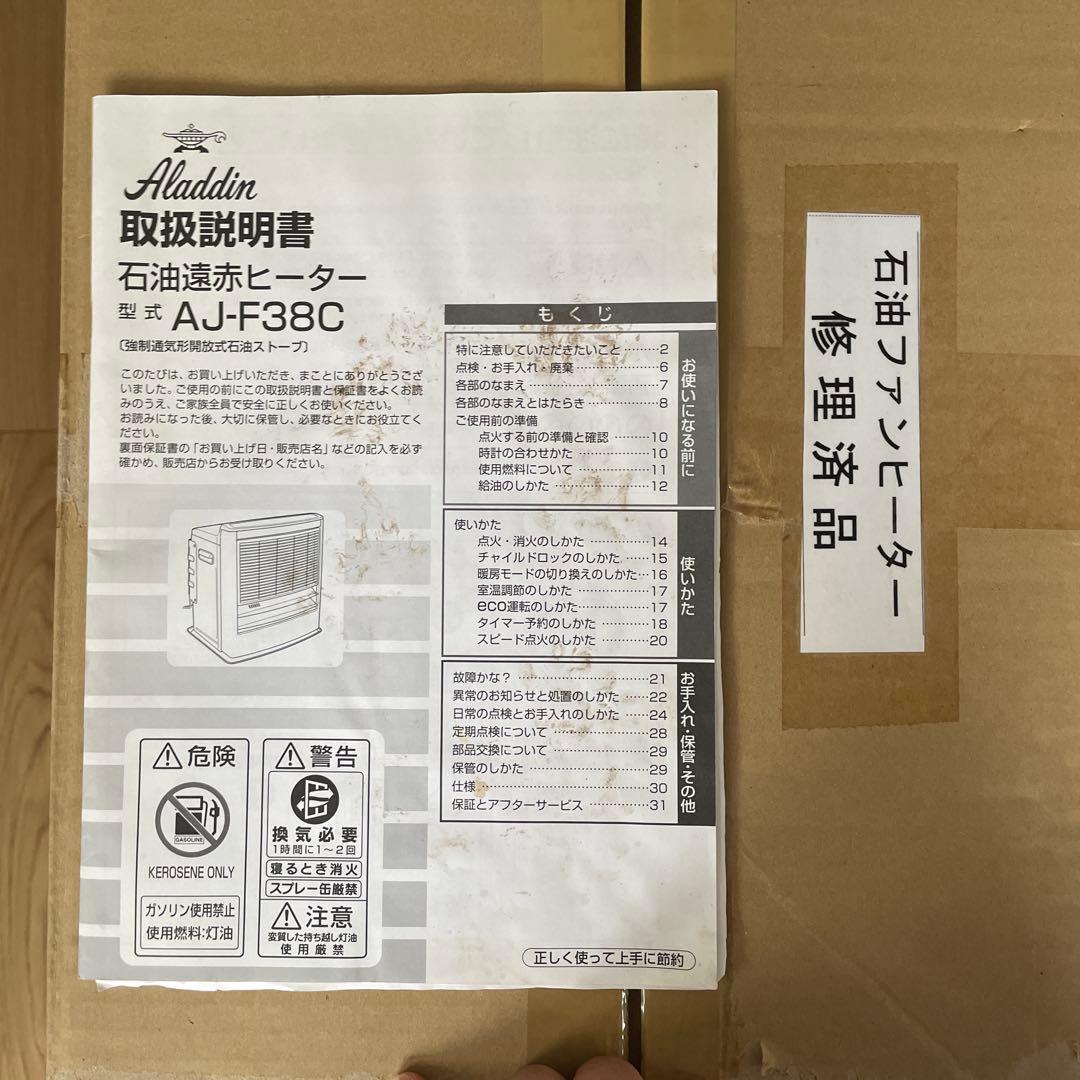 Aladdin
取扱説明書
石油遠赤ヒーター
型式 AJ-F38C
〔強制通気形開放式石油ストーブ〕
このたびは、お買い上げいただき、まことにありがとうござ
いました。ご使用の前にこの取扱説明書と保証書をよくお読
みのうえ、ご家族全員で安全に正しくお使いください。
お読みになった後、大切に保管し、必要なときにお役立てく
ださい。
裏面保証書の「お買い上げ日・販売店名」などの記入を必ず
確かめ、販売店からお受け取りください。
危険
GASOLINE
KEROSENE ONLY
ガソリン使用禁止
使用燃料:灯油
警告
換気必要
1時間に1～2回
寝るとき消火
スプレー缶厳禁
注意
変質した持ち越し灯油
使用厳禁
もくじ
特に注意していただきたいこと………2
点検・お手入れ・廃棄………6
各部のなまえ………7
各部のなまえとはたらき………8
ご使用前の準備
点火する前の準備と確認………10
時計の合わせかた………10
使用燃料について………11
給油のしかた………12
お使いになる前に
使いかた
点火・消火のしかた………14
チャイルドロックのしかた……15
暖房モードの切り換えのしかた…16
室温調節のしかた………17
eco運転のしかた………17
タイマー予約のしかた………18
スピード点火のしかた………20
使いかた
故障かな？………21
異常のお知らせと処置のしかた……22
日常の点検とお手入れのしかた……24
定期点検について………28
部品交換について………29
保管のしかた………29
仕様………30
保証とアフターサービス………31
お手入れ・保管・その他
正しく使って上手に節約
石油ファンヒーター
修理済品